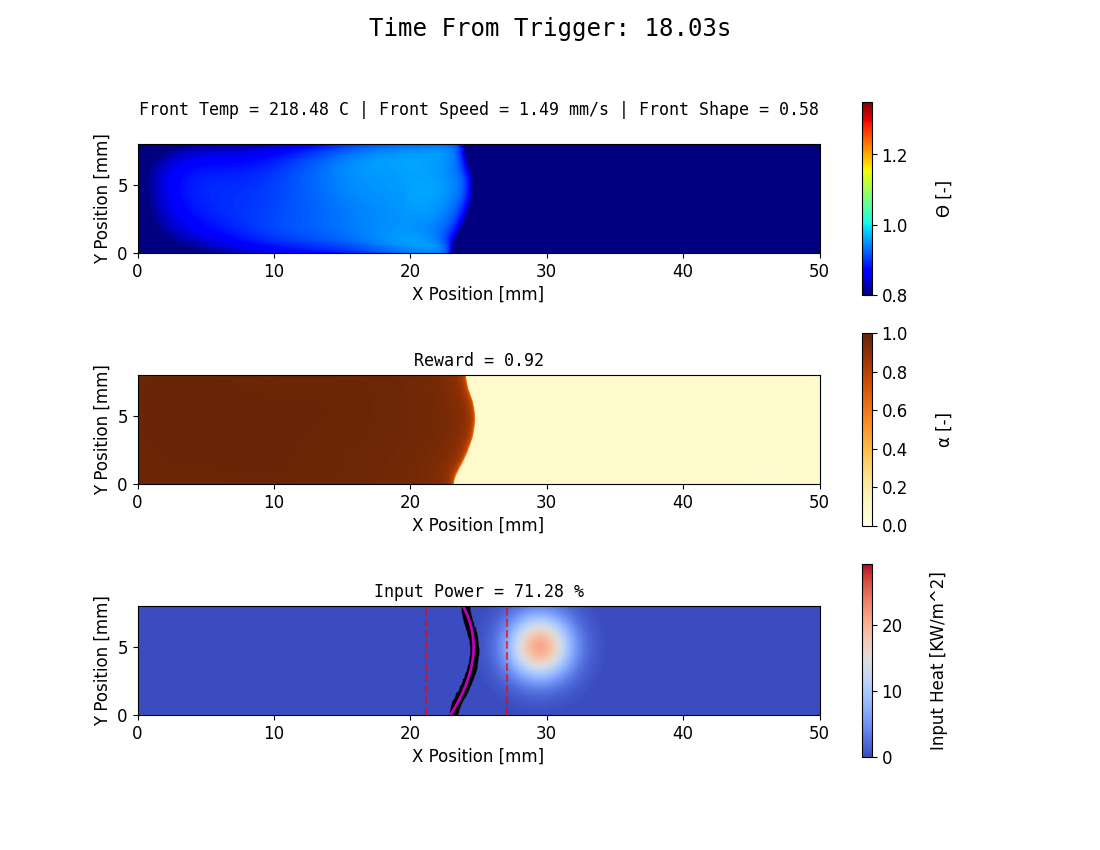 Time From Trigger: 18.03s
Front Temp = 218.48 C | Front Speed = 1.49 mm/s | Front Shape = 0.58
Y Position [mm]
5
0
0 10 20 30 40 50
X Position [mm]
1.2
1.0
0.8
Θ [-]
Reward = 0.92
Y Position [mm]
5
0
0 10 20 30 40 50
X Position [mm]
1.0
0.8
0.6
0.4
0.2
0.0
α [-]
Input Power = 71.28 %
Y Position [mm]
5
0
0 10 20 30 40 50
X Position [mm]
20
10
0
Input Heat [KW/m^2]